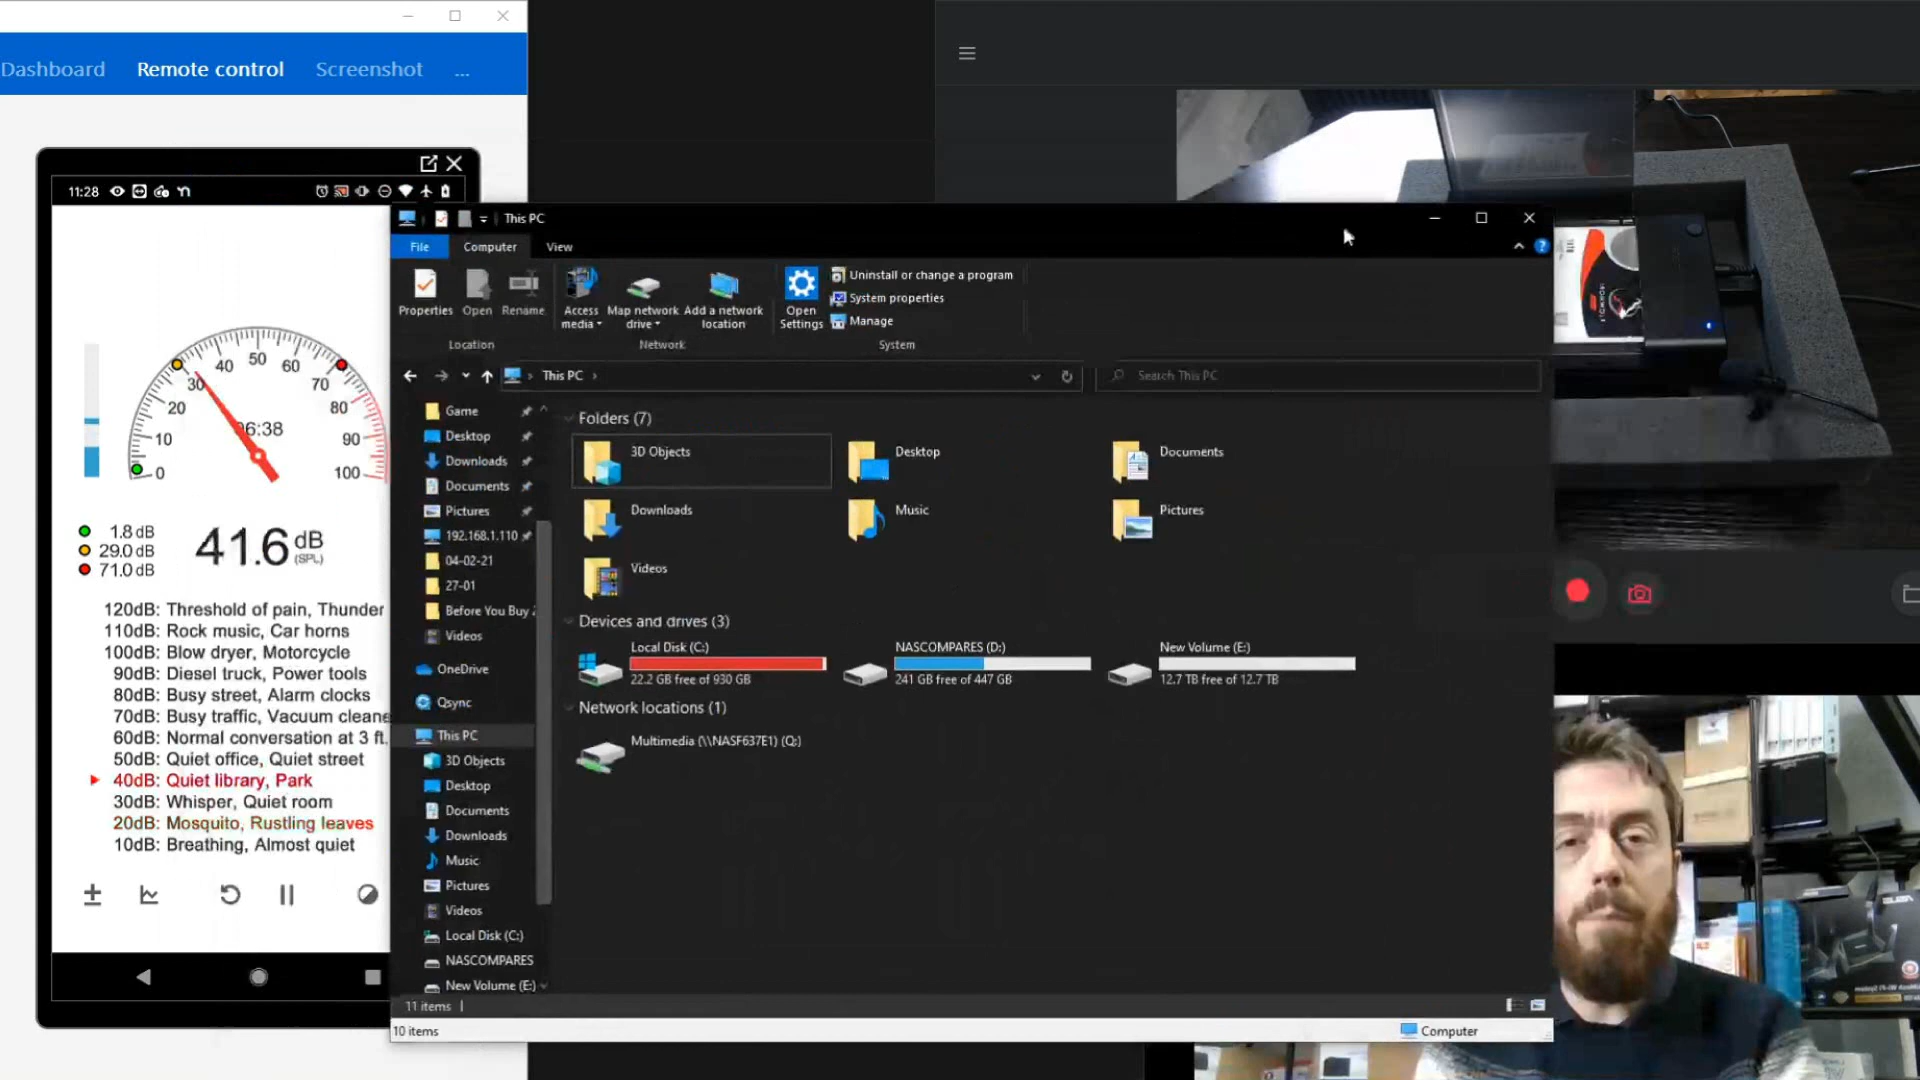 Dashboard
Remote control
Screenshot
...
11:28
0
10
20
30
40
50
60
70
80
90
100
06:38
1.8 dB
29.0 dB
71.0 dB
41.6 dB
(SPL)
120dB: Threshold of pain, Thunder
110dB: Rock music, Car horns
100dB: Blow dryer, Motorcycle
90dB: Diesel truck, Power tools
80dB: Busy street, Alarm clocks
70dB: Busy traffic, Vacuum cleane
60dB: Normal conversation at 3 ft.
50dB: Quiet office, Quiet street
40dB: Quiet library, Park
30dB: Whisper, Quiet room
20dB: Mosquito, Rustling leaves
10dB: Breathing, Almost quiet
This PC
File
Computer
View
Properties
Open
Rename
Access media
Map network drive
Add a network location
Open Settings
Uninstall or change a program
System properties
Manage
Location
Network
System
This PC
Search This PC
Game
Desktop
Downloads
Documents
Pictures
192.168.1.110
04-02-21
27-01
Before You Buy
Videos
OneDrive
Qsync
This PC
3D Objects
Desktop
Documents
Downloads
Music
Pictures
Videos
Local Disk (C:)
NASCOMPARES
New Volume (E:)
Folders (7)
3D Objects
Desktop
Documents
Downloads
Music
Pictures
Videos
Devices and drives (3)
Local Disk (C:)
22.2 GB free of 930 GB
NASCOMPARES (D:)
241 GB free of 447 GB
New Volume (E:)
12.7 TB free of 12.7 TB
Network locations (1)
Multimedia (\\NASF637E1) (Q:)
11 items
10 items
Computer